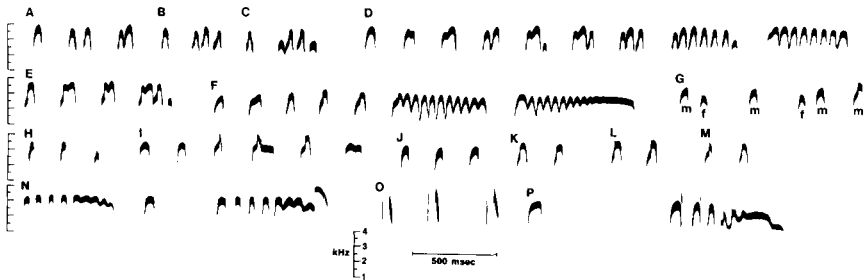 A B C D
E F G
m f m f m m
H I J K L M
N O P
kHz 4 3 2 1
500 msec